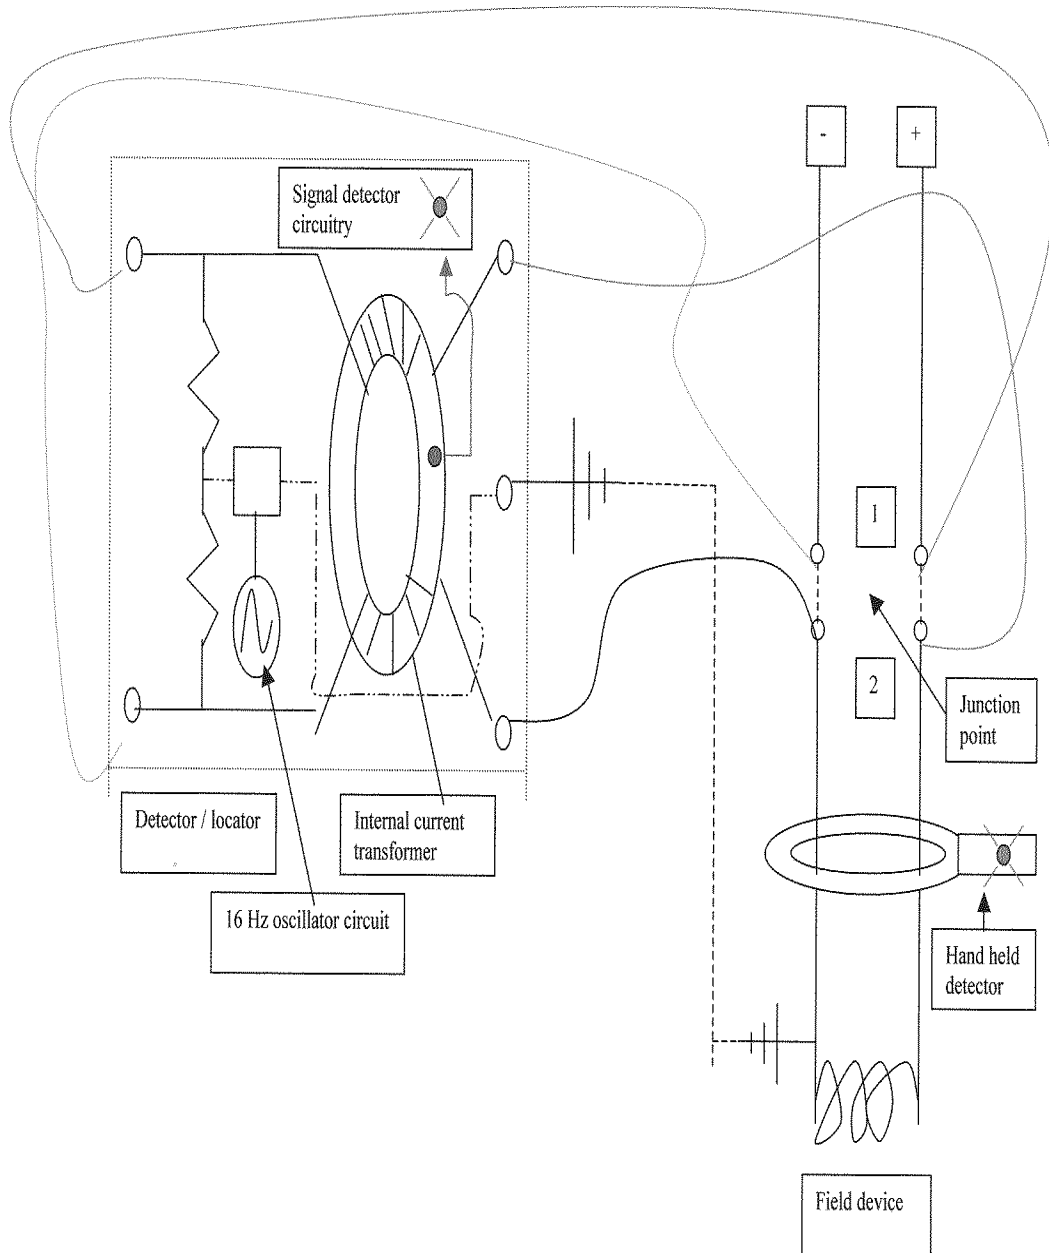 -
+
Signal detector
circuitry
1
2
Junction
point
Detector / locator
Internal current
transformer
16 Hz oscillator circuit
Hand held
detector
Field device